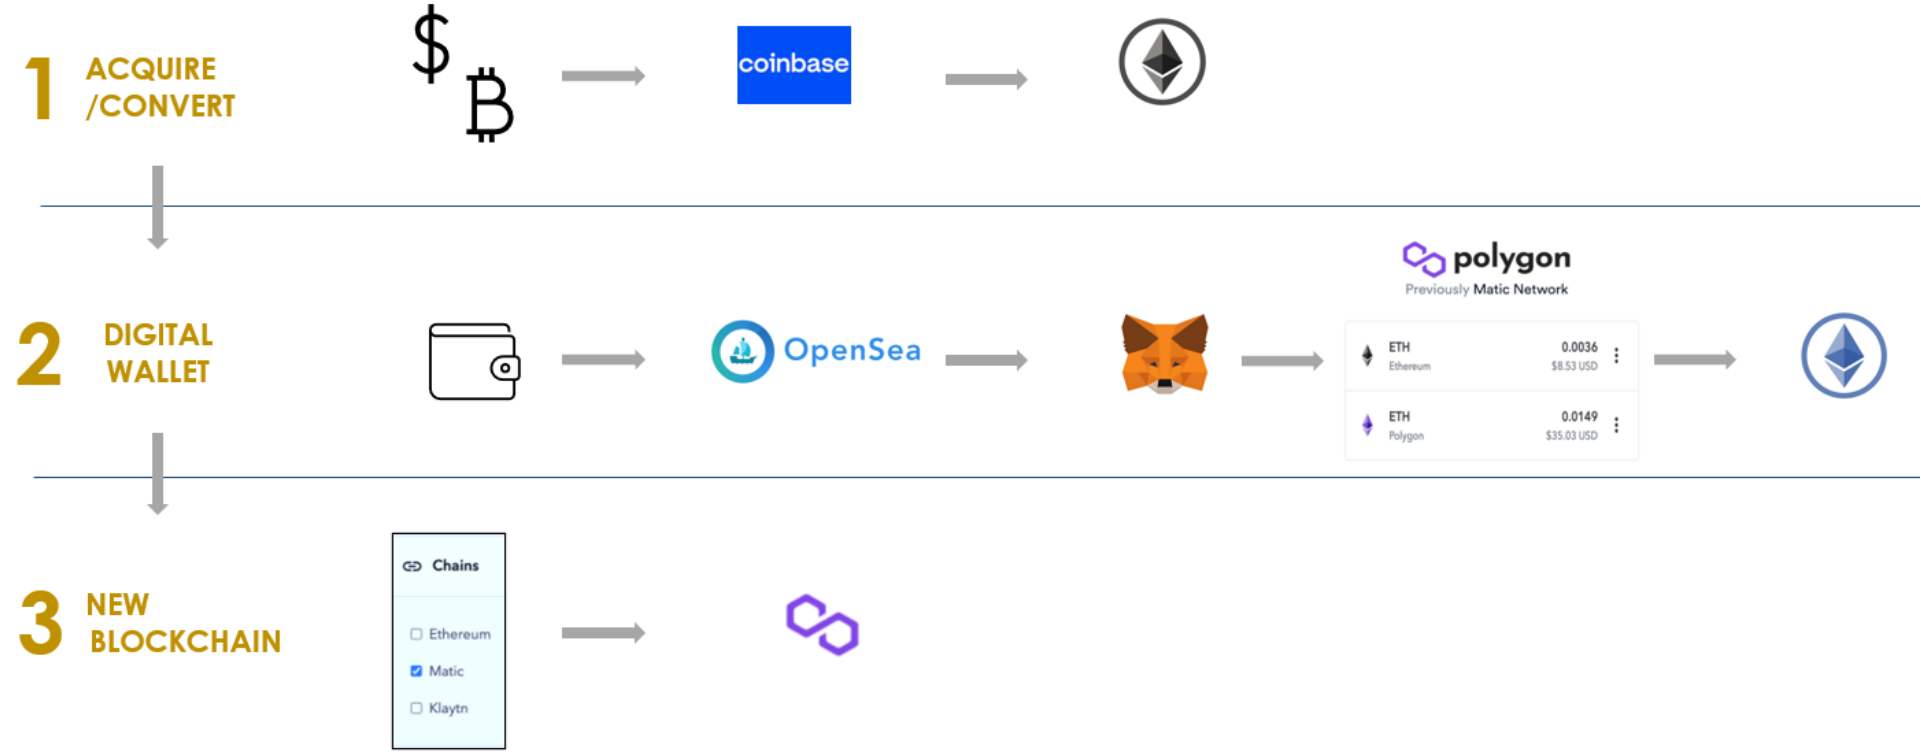 1 ACQUIRE
/CONVERT
coinbase
2 DIGITAL
WALLET
OpenSea
polygon
Previously Matic Network
ETH 0.0036
Ethereum $8.53 USD
ETH 0.0149
Polygon $35.03 USD
3 NEW
BLOCKCHAIN
Chains
Ethereum
Matic
Klaytn